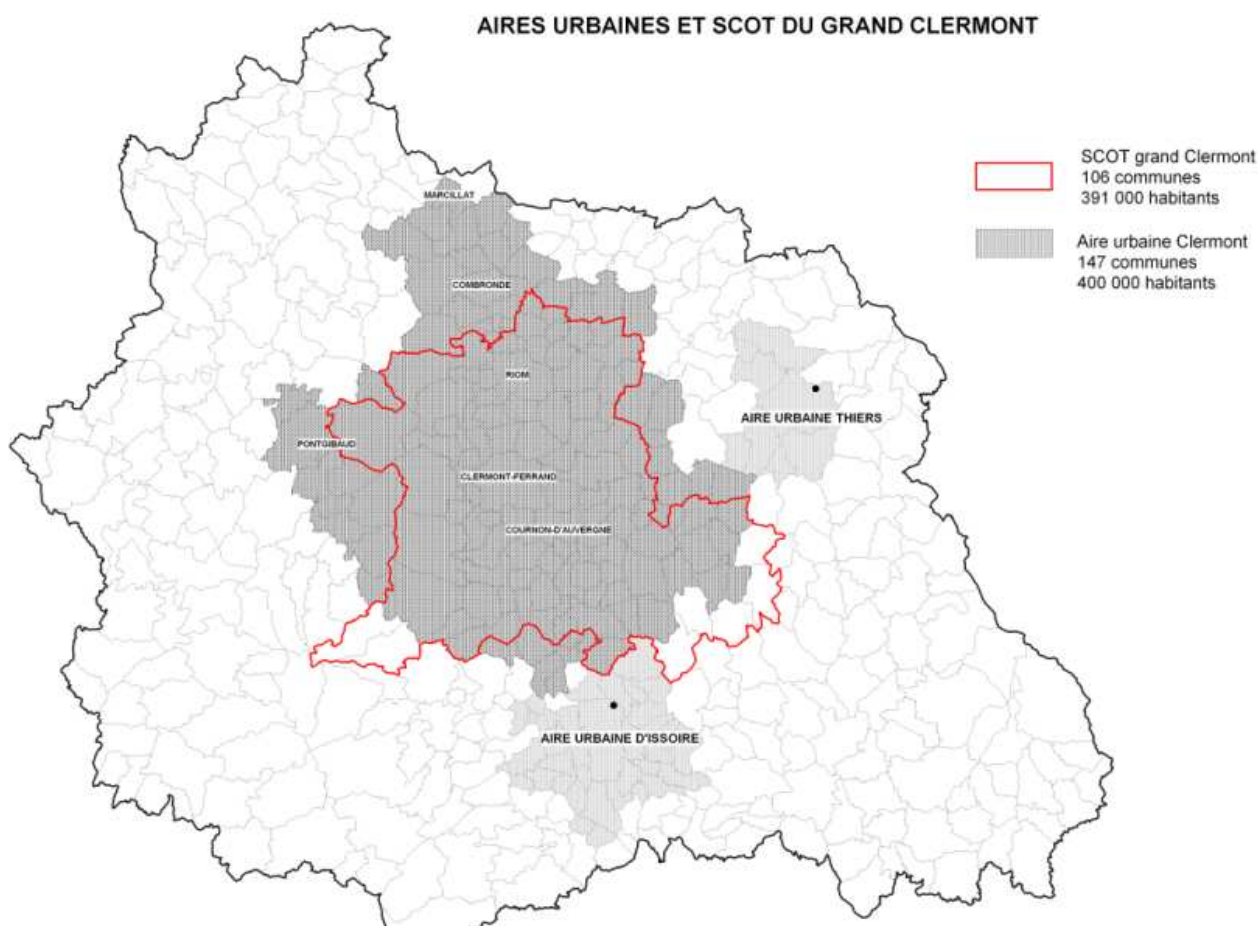 AIRES URBAINES ET SCOT DU GRAND CLERMONT
SCOT grand Clermont
106 communes
391 000 habitants
Aire urbaine Clermont
147 communes
400 000 habitants
MARCILLAT
COMBRONDE
RIOM
AIRE URBAINE THIERS
PONTGIBAUD
CLERMONT-FERRAND
COURNON-D'AUVERGNE
AIRE URBAINE D'ISSOIRE